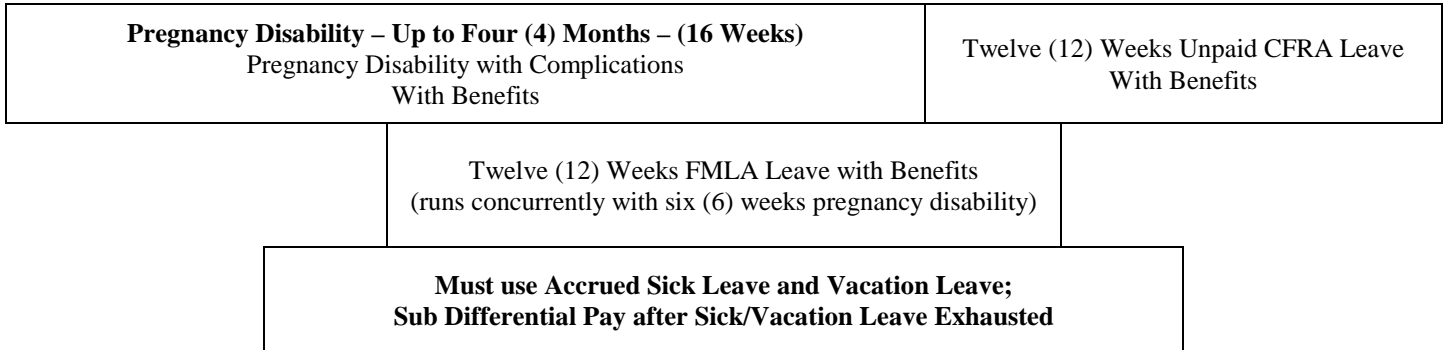 Pregnancy Disability – Up to Four (4) Months – (16 Weeks)
Pregnancy Disability with Complications
With Benefits
Twelve (12) Weeks Unpaid CFRA Leave
With Benefits
Twelve (12) Weeks FMLA Leave with Benefits
(runs concurrently with six (6) weeks pregnancy disability)
Must use Accrued Sick Leave and Vacation Leave;
Sub Differential Pay after Sick/Vacation Leave Exhausted